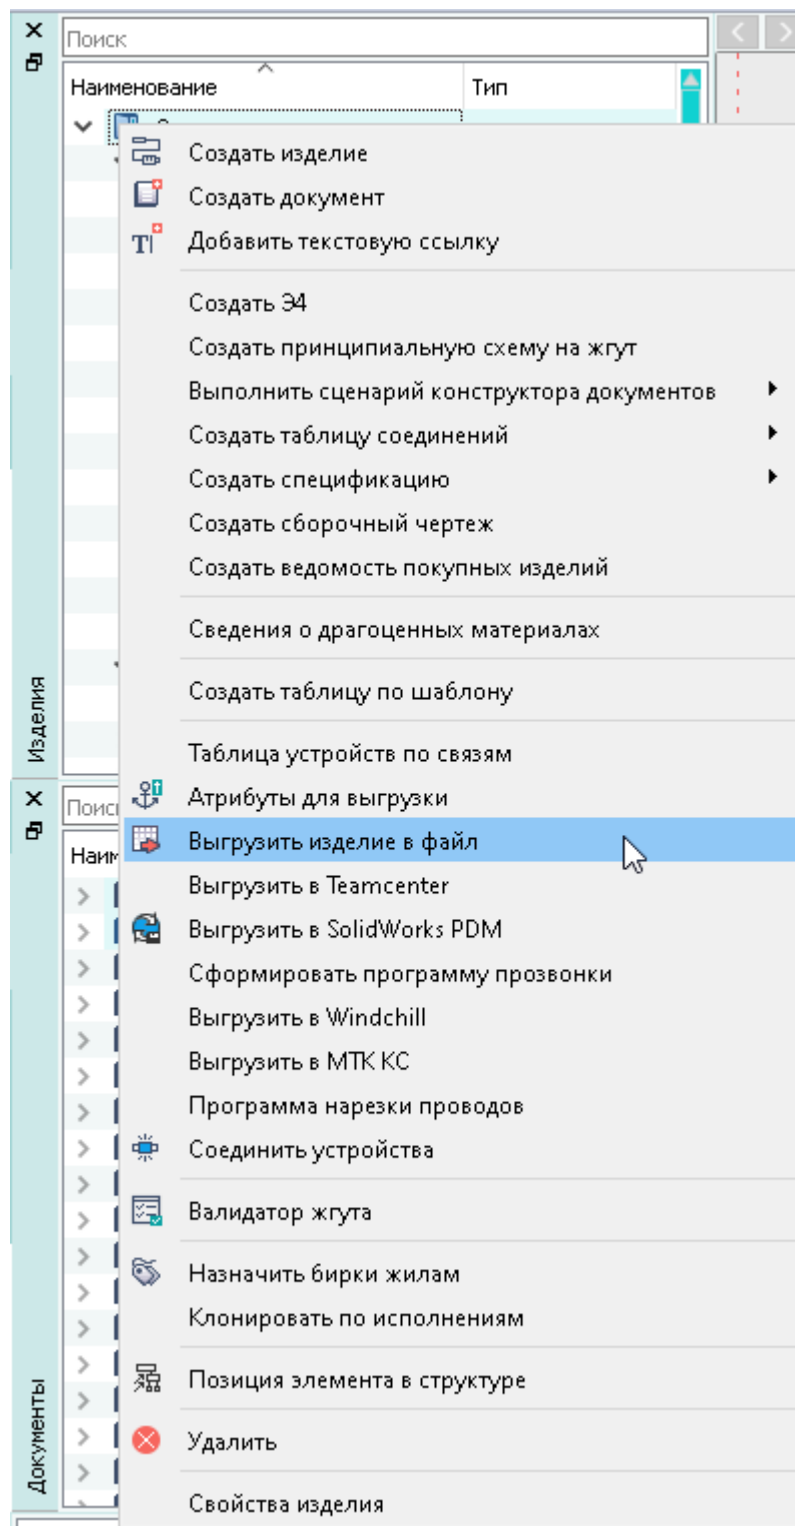 Поиск
Наименование
Тип
Создать изделие
Создать документ
Добавить текстовую ссылку
Создать Э4
Создать принципиальную схему на жгут
Выполнить сценарий конструктора документов
Создать таблицу соединений
Создать спецификацию
Создать сборочный чертеж
Создать ведомость покупных изделий
Сведения о драгоценных материалах
Создать таблицу по шаблону
Таблица устройств по связям
Изделия
Поис
Атрибуты для выгрузки
Наим
Выгрузить изделие в файл
Выгрузить в Teamcenter
Выгрузить в SolidWorks PDM
Сформировать программу прозвонки
Выгрузить в Windchill
Выгрузить в МТК КС
Программа нарезки проводов
Соединить устройства
Валидатор жгута
Назначить бирки жилам
Клонировать по исполнениям
Позиция элемента в структуре
Документы
Удалить
Свойства изделия